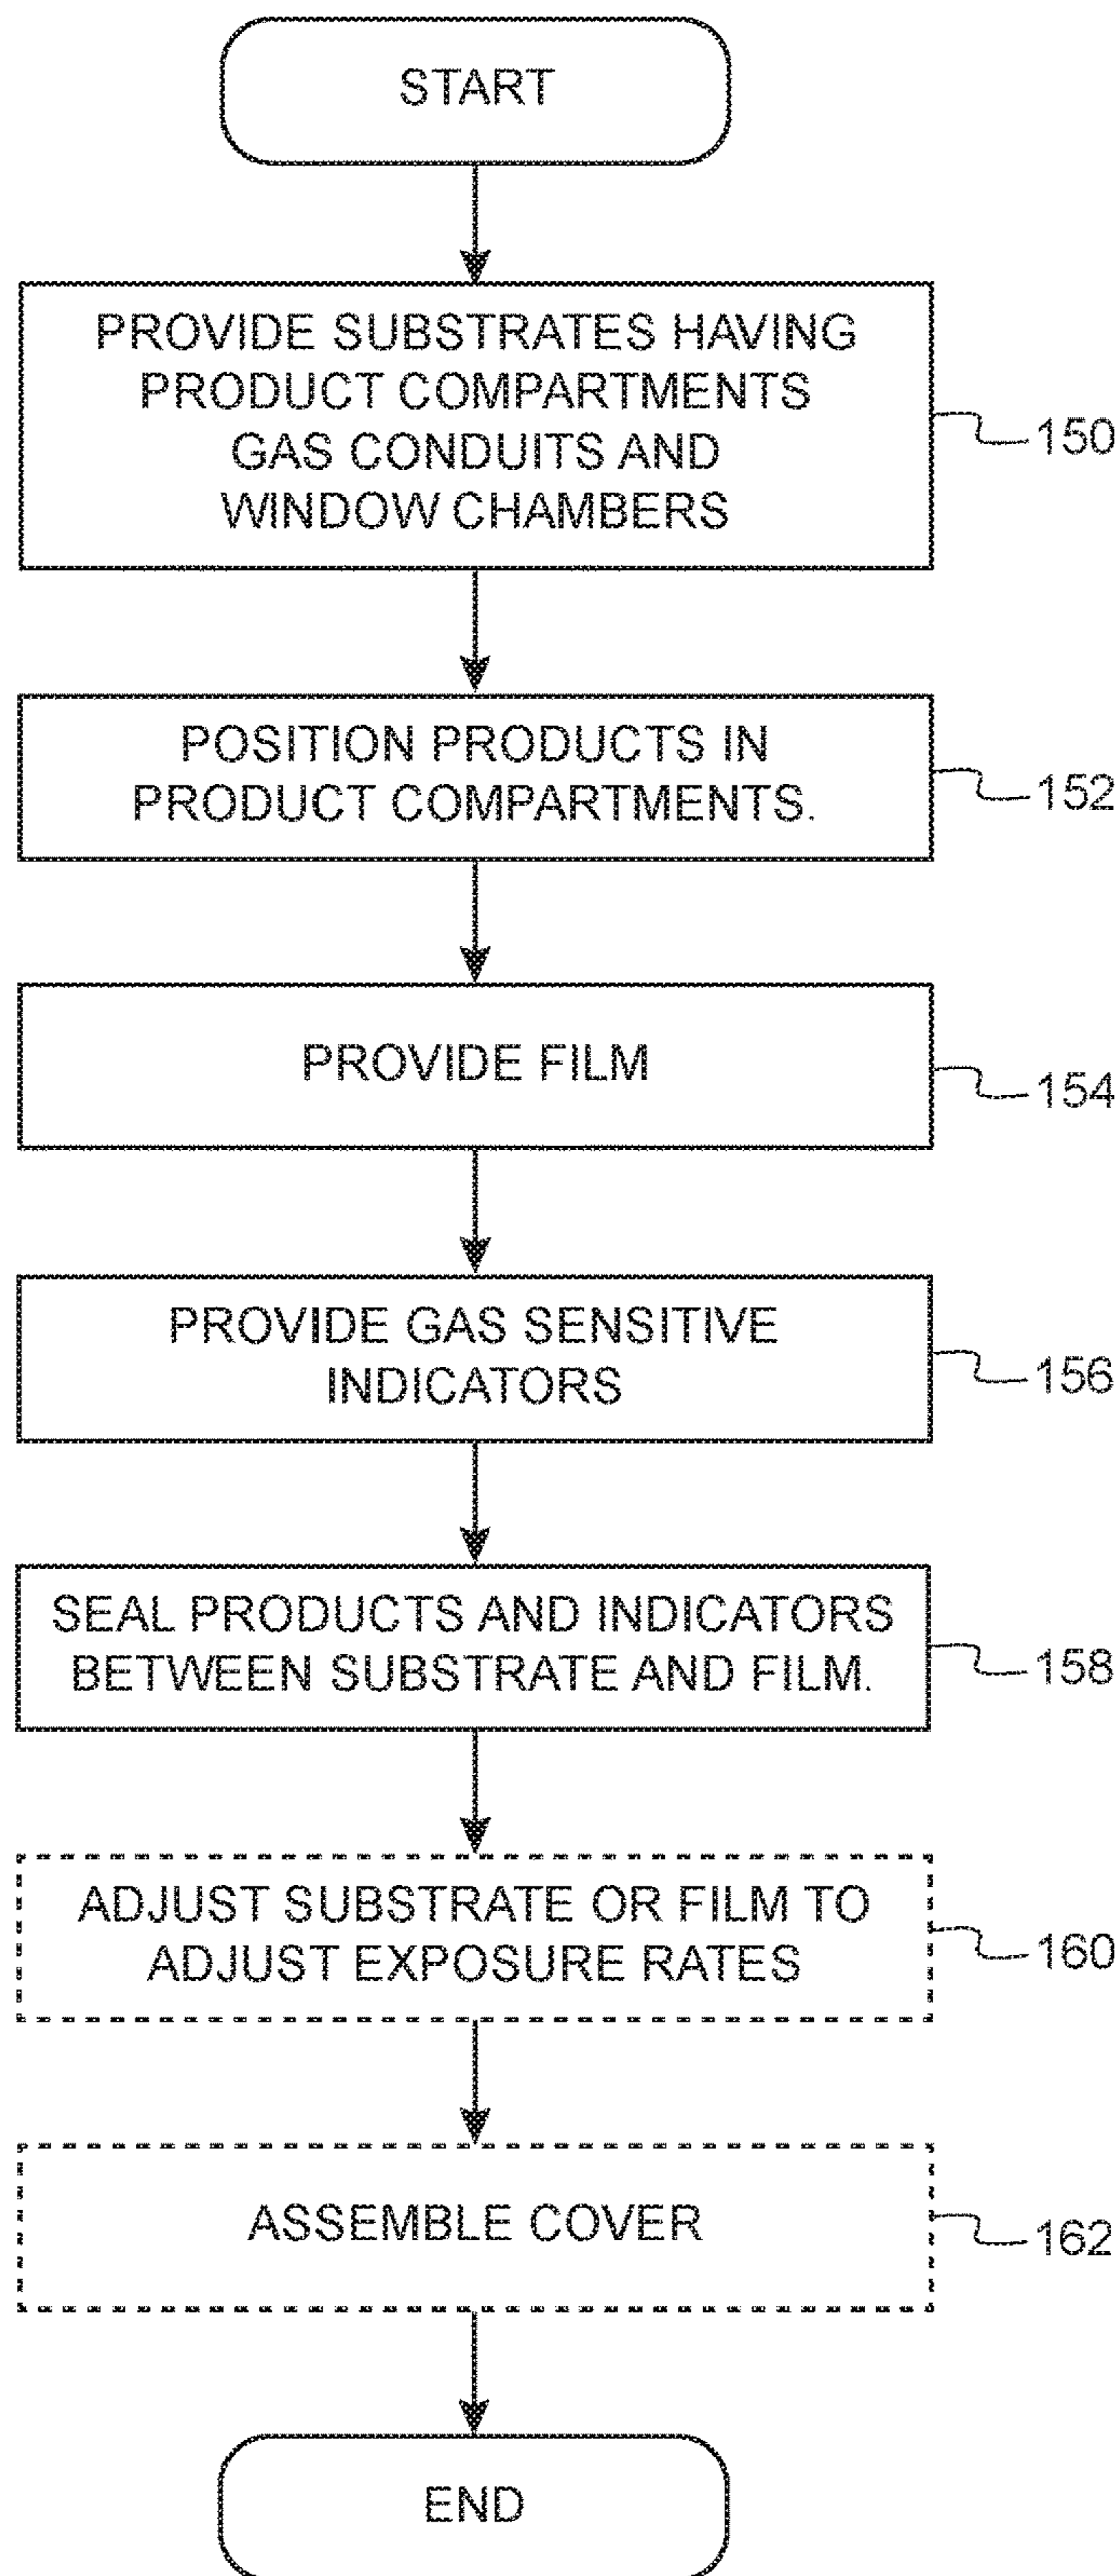 START
PROVIDE SUBSTRATES HAVING
PRODUCT COMPARTMENTS
GAS CONDUITS AND
WINDOW CHAMBERS
150
POSITION PRODUCTS IN
PRODUCT COMPARTMENTS.
152
PROVIDE FILM
154
PROVIDE GAS SENSITIVE
INDICATORS
156
SEAL PRODUCTS AND INDICATORS
BETWEEN SUBSTRATE AND FILM.
158
ADJUST SUBSTRATE OR FILM TO
ADJUST EXPOSURE RATES
160
ASSEMBLE COVER
162
END